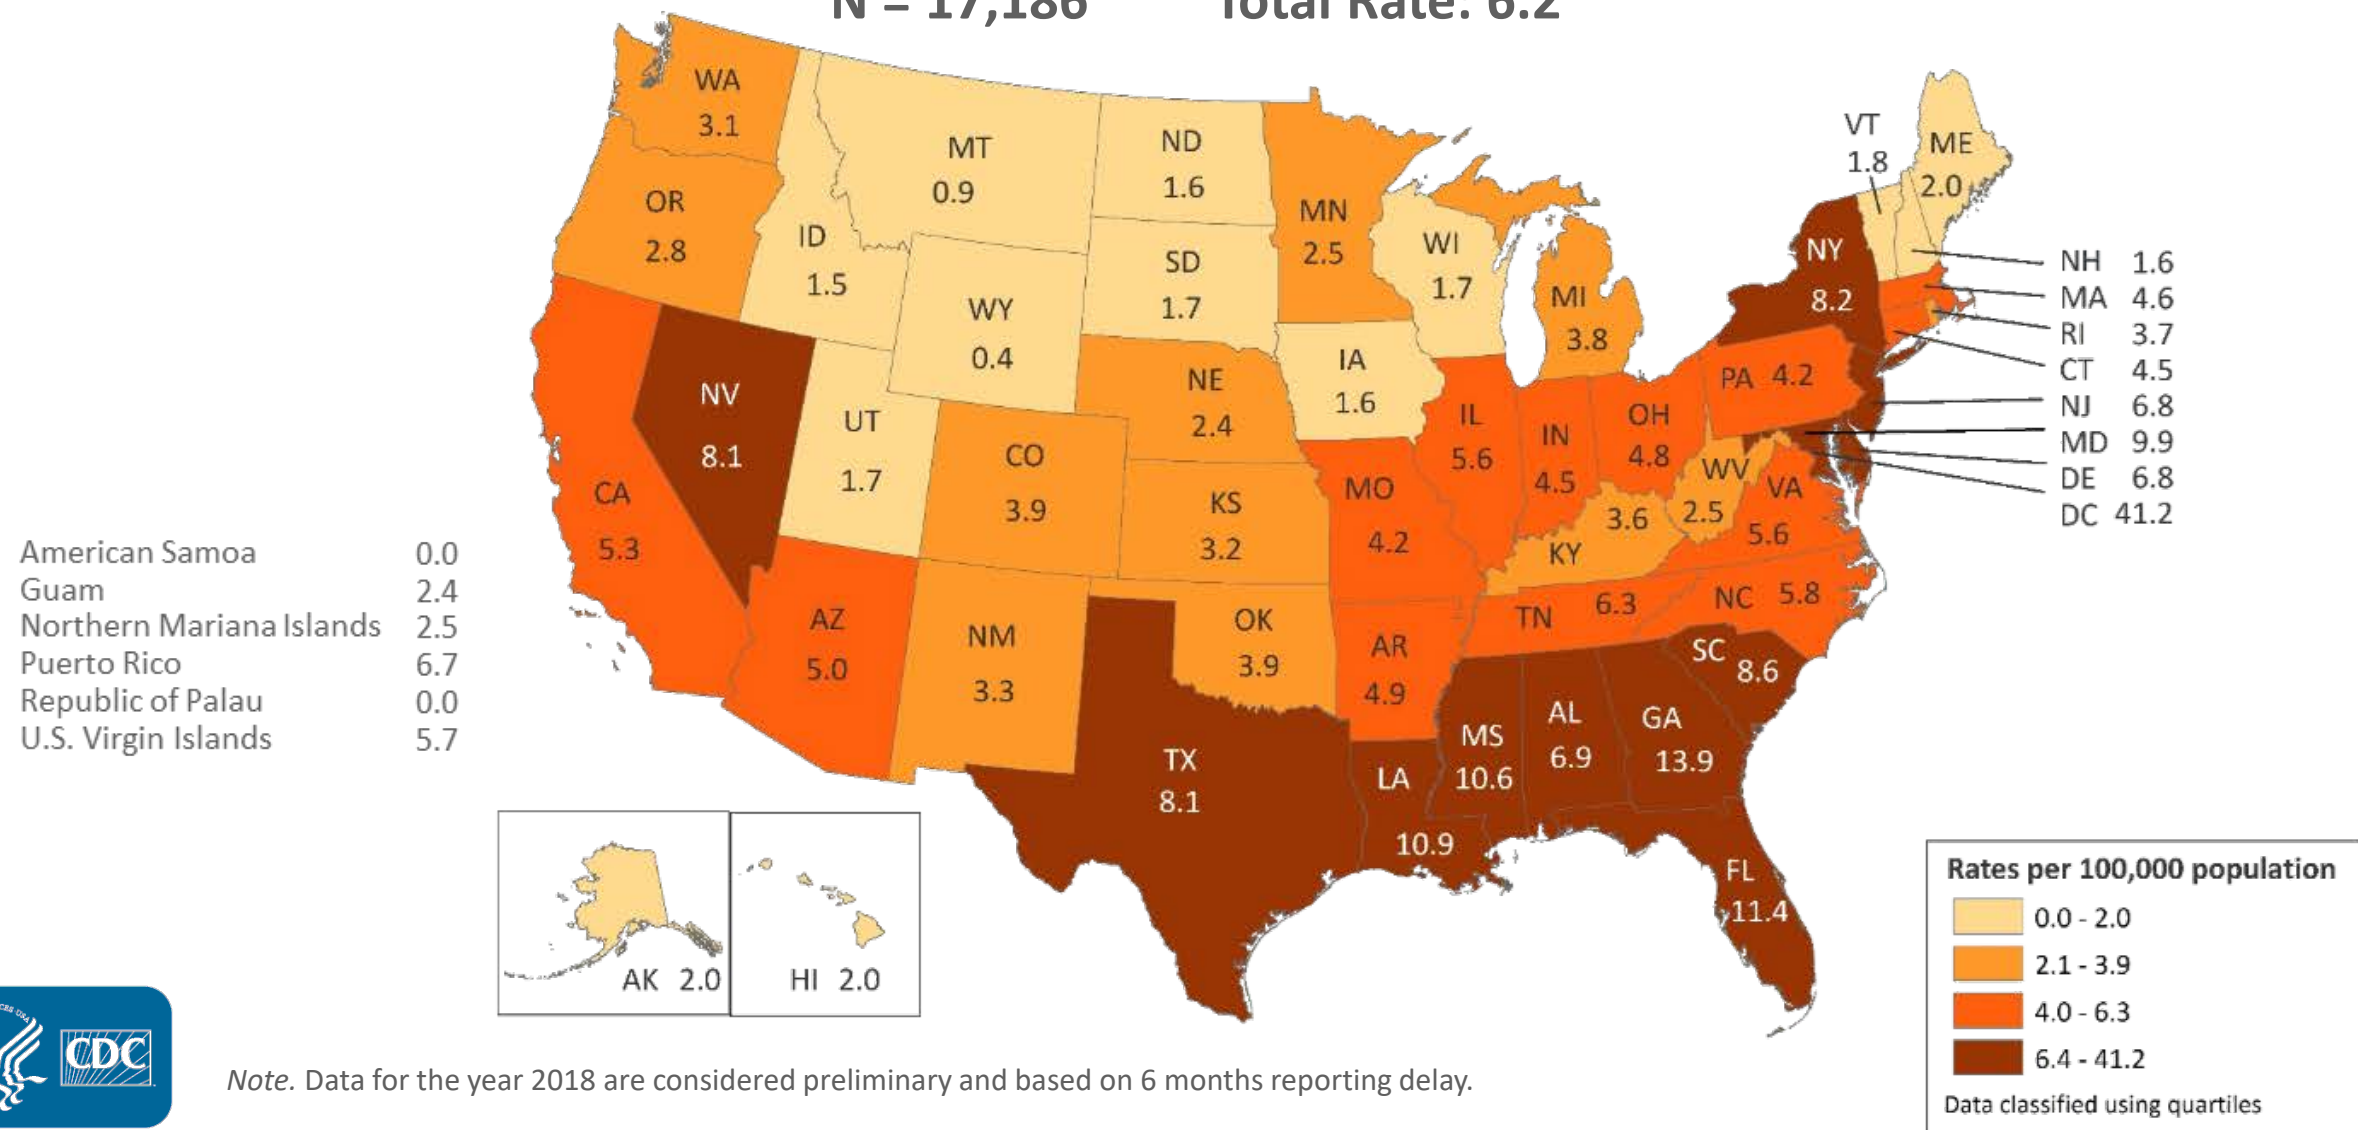 N = 17,186 Total Rate: 6.2
WA
3.1
OR
2.8
CA
5.3
NV
8.1
ID
1.5
MT
0.9
WY
0.4
UT
1.7
AZ
5.0
CO
3.9
NM
3.3
ND
1.6
SD
1.7
NE
2.4
KS
3.2
OK
3.9
TX
8.1
MN
2.5
IA
1.6
MO
4.2
AR
4.9
LA
10.9
WI
1.7
IL
5.6
MI
3.8
IN
4.5
OH
4.8
KY
3.6
TN 6.3
MS
10.6
AL
6.9
GA
13.9
FL
11.4
SC
8.6
NC 5.8
VA
5.6
WV
2.5
PA 4.2
NY
8.2
VT
1.8
ME
2.0
NH 1.6
MA 4.6
RI 3.7
CT 4.5
NJ 6.8
MD 9.9
DE 6.8
DC 41.2
American Samoa 0.0
Guam 2.4
Northern Mariana Islands 2.5
Puerto Rico 6.7
Republic of Palau 0.0
U.S. Virgin Islands 5.7
AK 2.0
HI 2.0
Rates per 100,000 population
0.0 - 2.0
2.1 - 3.9
4.0 - 6.3
6.4 - 41.2
Data classified using quartiles
CDC
Note. Data for the year 2018 are considered preliminary and based on 6 months reporting delay.